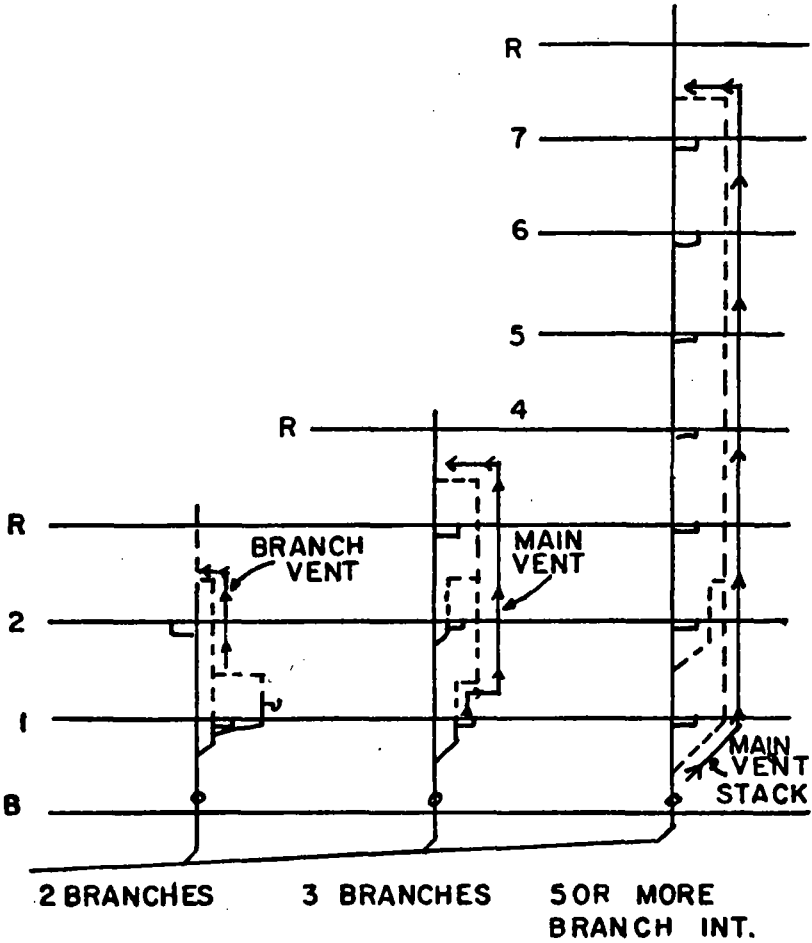 R
7
6
5
4
R
R
BRANCH
VENT
MAIN
VENT
2
1
MAIN
VENT
STACK
B
2 BRANCHES
3 BRANCHES
5 OR MORE
BRANCH INT.